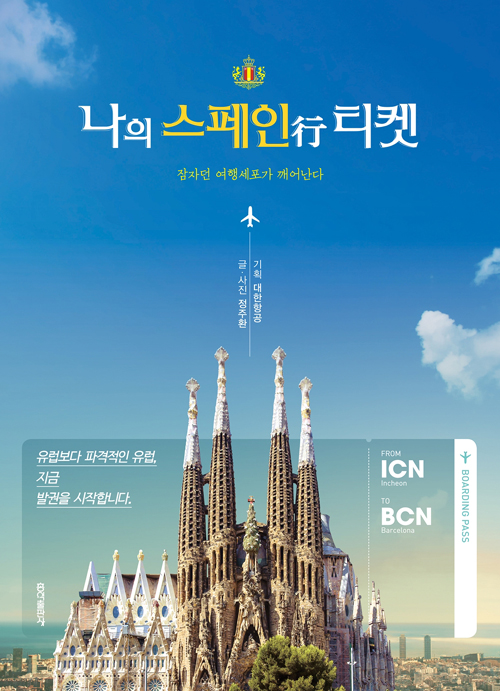 나의 스페인行 티켓
잠자던 여행세포가 깨어난다
기획 대한항공
글·사진 정주환
유럽보다 파격적인 유럽,
지금
발권을 시작합니다.
FROM
ICN
Incheon
TO
BCN
Barcelona
BOARDING PASS